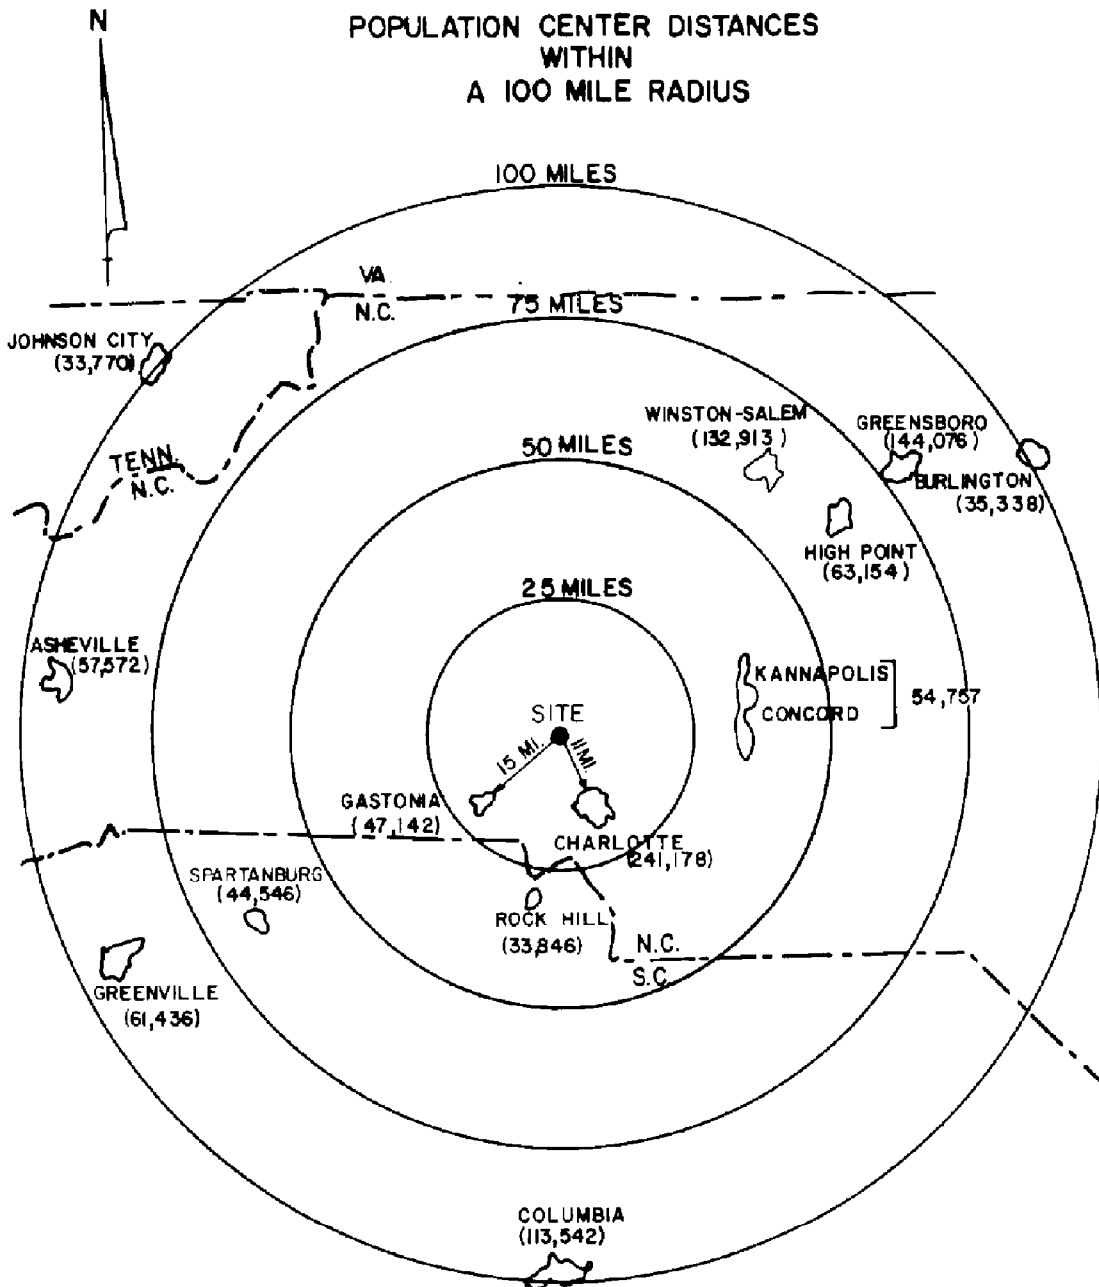 N
POPULATION CENTER DISTANCES
WITHIN
A 100 MILE RADIUS
100 MILES
VA.
N.C.
75 MILES
JOHNSON CITY
(33,770)
WINSTON-SALEM
(132,913)
GREENSBORO
(144,076)
BURLINGTON
(35,338)
TENN.
N.C.
50 MILES
HIGH POINT
(63,154)
25 MILES
ASHEVILLE
(57,572)
KANNAPOLIS
CONCORD
54,757
SITE
15 MI.
11 MI.
GASTONIA
(47,142)
CHARLOTTE
(241,178)
SPARTANBURG
(44,546)
ROCK HILL
(33,846)
N.C.
S.C.
GREENVILLE
(61,436)
COLUMBIA
(113,542)